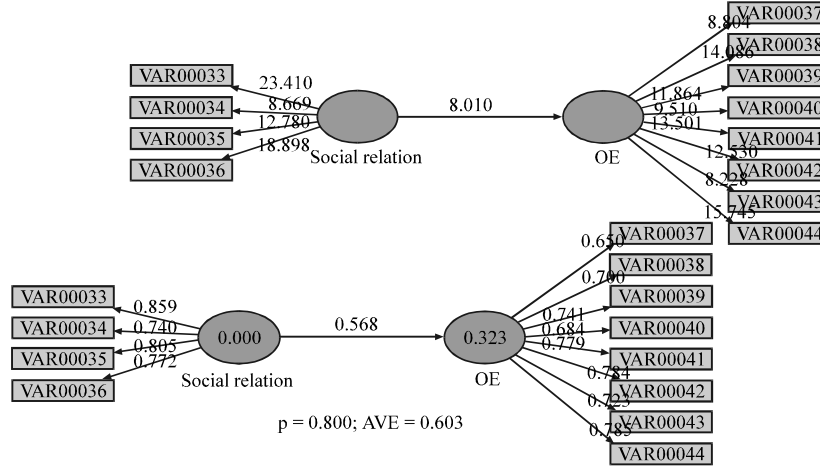 VAR00037
8.804
VAR00038
14.086
VAR00033
23.410
VAR00039
11.864
VAR00034
8.669
8.010
9.510
VAR00040
12.780
13.501
VAR00035
VAR00041
18.898
12.530
Social relation
OE
VAR00036
VAR00042
8.228
VAR00043
15.745
VAR00044
VAR00037
0.650
VAR00038
0.700
VAR00033
0.859
VAR00039
0.741
VAR00034
0.740
0.000
0.568
0.323
0.684
VAR00040
0.805
0.779
VAR00035
0.772
VAR00041
0.784
Social relation
OE
VAR00036
VAR00042
0.723
p = 0.800; AVE = 0.603
VAR00043
0.785
VAR00044